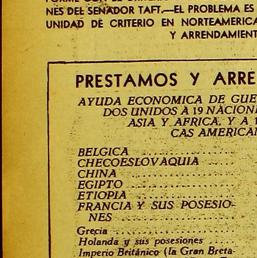 NES DEL SENADOR TAFT.—EL PROBLEMA ES
UNIDAD DE CRITERIO EN NORTEAMERICA
Y ARRENDAMIENT
PRESTAMOS Y ARRE
AYUDA ECONOMICA DE GUE
DOS UNIDOS A 19 NACIONA
ASIA Y AFRICA, Y A 1
CAS AMERICAN
BELGICA
CHECOESLOVAQUIA
CHINA
EGIPTO
ETIOPIA
FRANCIA Y SUS POSESIO-
NES
Grecia
Holanda y sus posesiones
Imperio Británico (la Gran Breta-